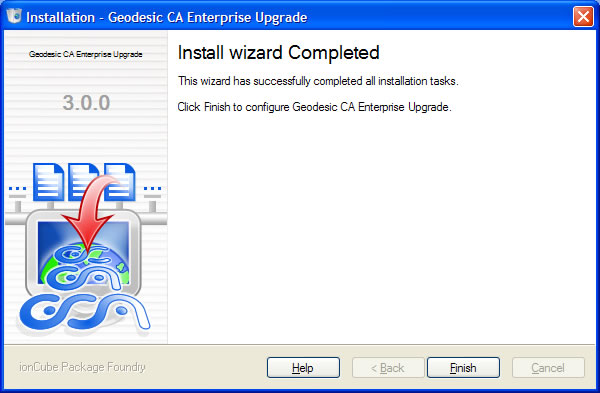 Installation - Geodesic CA Enterprise Upgrade
Geodesic CA Enterprise Upgrade
3.0.0
Install wizard Completed
This wizard has successfully completed all installation tasks.
Click Finish to configure Geodesic CA Enterprise Upgrade.
ionCube Package Foundry
Help
< Back
Finish
Cancel